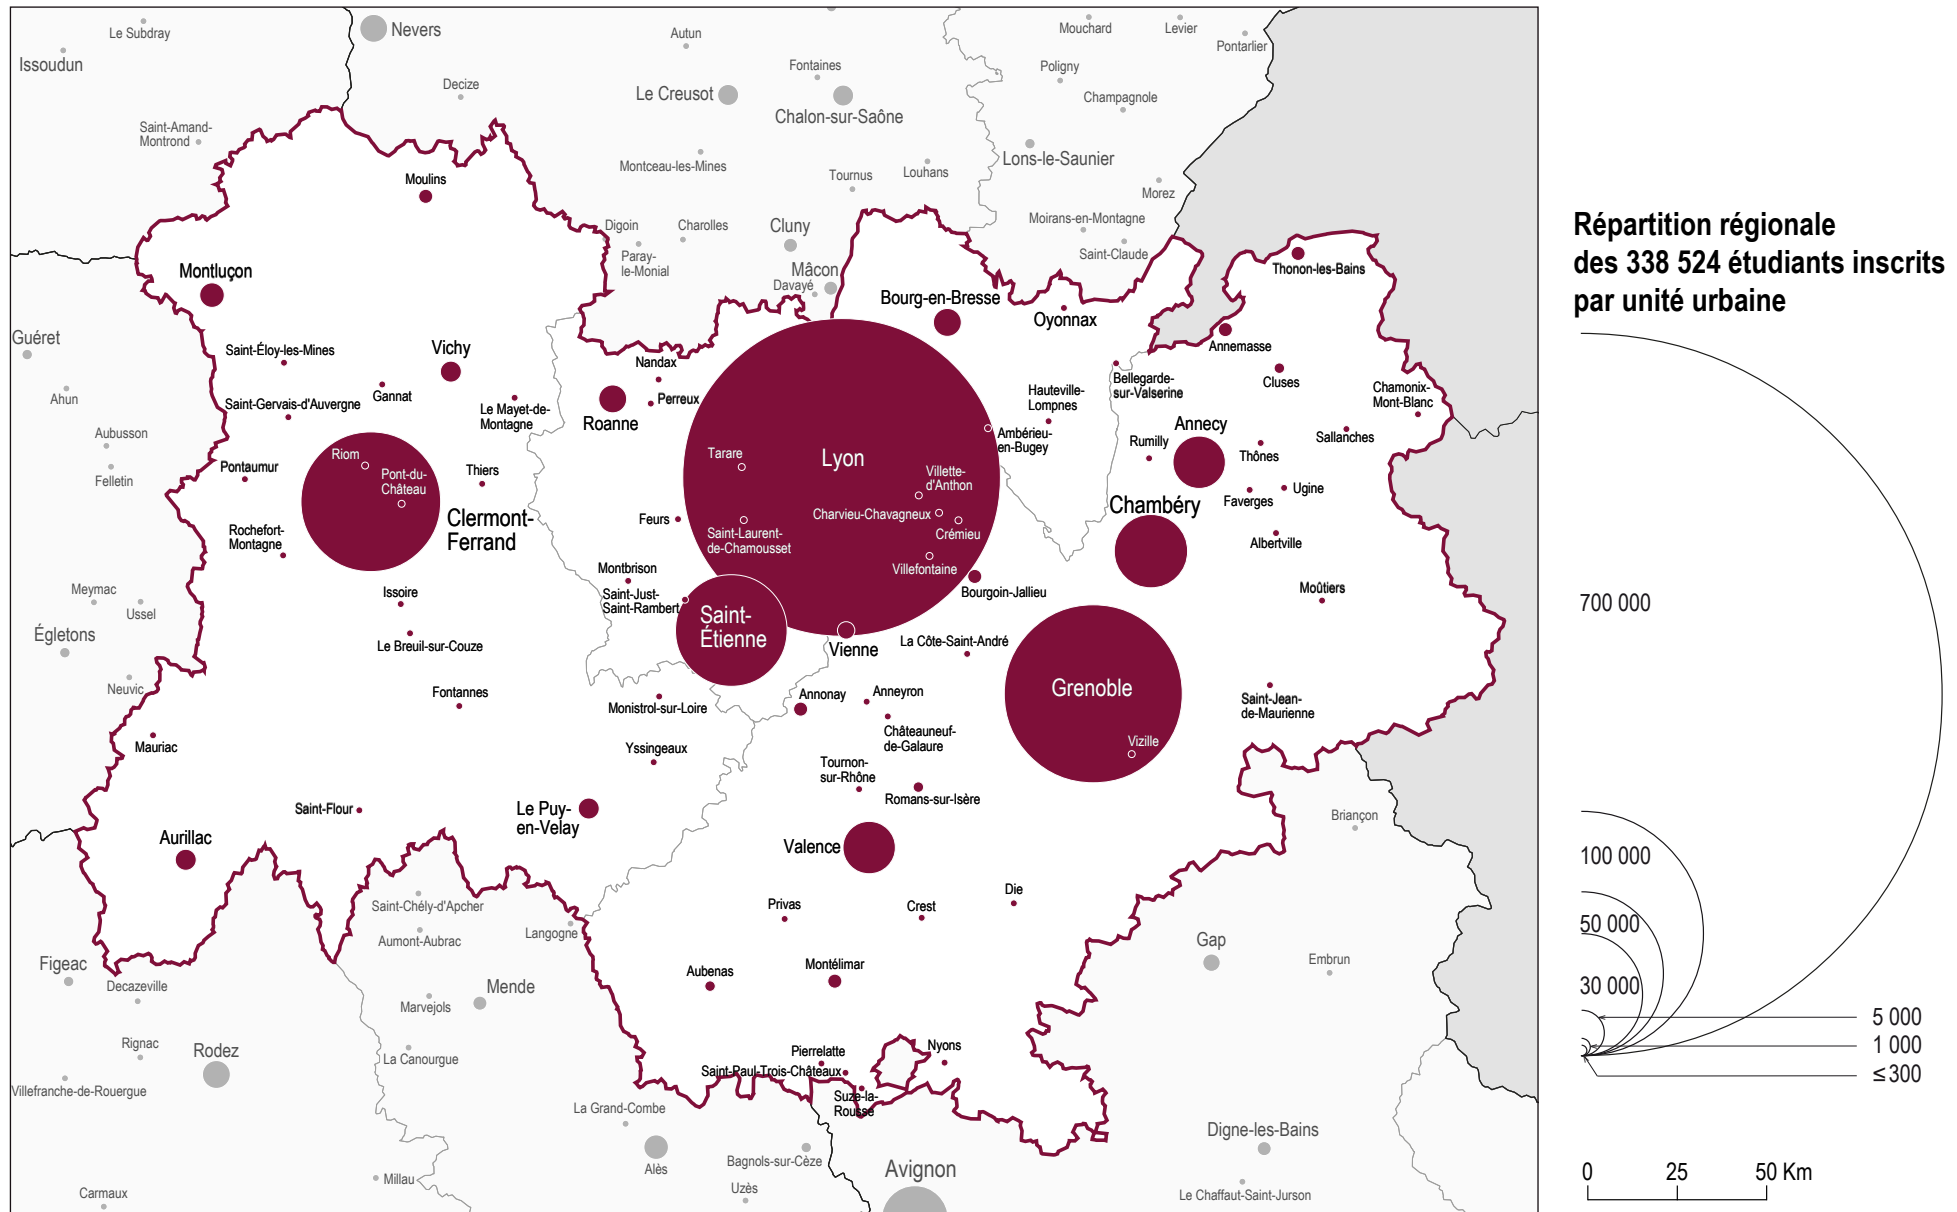 Le Subdray
Nevers
Autun
Mouchard
Levier
Pontarlier
Issoudun
Fontaines
Poligny
Decize
Le Creusot
Champagnole
Chalon-sur-Saône
Saint-Amand-
Montrond
Montceau-les-Mines
Lons-le-Saunier
Louhans
Tournus
Moulins
Morez
Digoin
Charolles
Cluny
Moirans-en-Montagne
Paray-
le-Monial
Saint-Claude
Mâcon
Davayé
Thonon-les-Bains
Montluçon
Bourg-en-Bresse
Oyonnax
Guéret
Saint-Éloy-les-Mines
Vichy
Nandax
Annemasse
Bellegarde-
sur-Valserine
Cluses
Chamonix-
Mont-Blanc
Ahun
Saint-Gervais-d'Auvergne
Gannat
Le Mayet-de-
Montagne
Roanne
Perreux
Hauteville-
Lompnes
Annecy
Aubusson
Ambérieu-
en-Bugey
Rumilly
Sallanches
Thônes
Riom
Tarare
Lyon
Pontaumur
Thiers
Pont-du-
Château
Villette-
d'Anthon
Felletin
Faverges
Ugine
Chambéry
Clermont-
Ferrand
Feurs
Charvieu-Chavagneux
Crémieu
Saint-Laurent-
de-Chamousset
Rochefort-
Montagne
Albertville
Villefontaine
Montbrison
Bourgoin-Jallieu
Meymac
Ussel
Issoire
Saint-Just-
Saint-Rambert
Moûtiers
Saint-
Étienne
Égletons
Le Breuil-sur-Couze
Vienne
La Côte-Saint-André
Neuvic
Fontannes
Monistrol-sur-Loire
Annonay
Anneyron
Grenoble
Saint-Jean-
de-Maurienne
Châteauneuf-
de-Galaure
Mauriac
Yssingeaux
Vizille
Tournon-
sur-Rhône
Romans-sur-Isère
Saint-Flour
Le Puy-
en-Velay
Briançon
Aurillac
Valence
Saint-Chély-d'Apcher
Privas
Crest
Die
Aumont-Aubrac
Langogne
Gap
Figeac
Embrun
Decazeville
Mende
Aubenas
Montélimar
Marvejols
Rignac
Rodez
La Canourgue
Pierrelatte
Nyons
Saint-Paul-Trois-Châteaux
Villefranche-de-Rouergue
Suze-la-
Rousse
La Grand-Combe
Digne-les-Bains
Alès
Bagnols-sur-Cèze
Avignon
Millau
Uzès
Carmaux
Le Chaffaut-Saint-Jurson
Répartition régionale
des 338 524 étudiants inscrits
par unité urbaine
700 000
100 000
50 000
30 000
5 000
1 000
≤ 300
0 25 50 Km